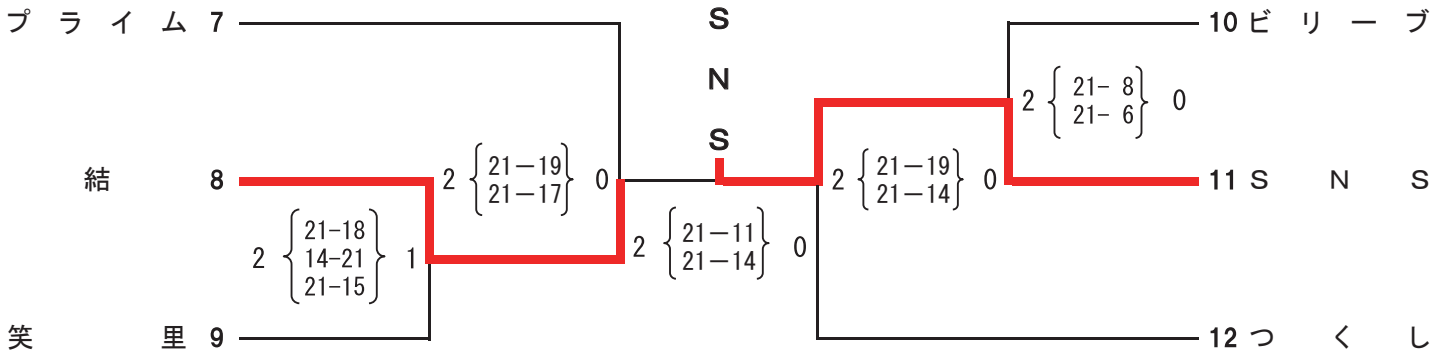 プライム 7
S
N
S
10 ビリーブ
2 { 21- 8 } 0
21- 6
結 8
2 { 21-19 } 0
21-17
2 { 21-19 } 0
21-14
11 SNS
2 { 21-18 } 1
14-21
21-15
2 { 21-11 } 0
21-14
笑里 9
12 つくし